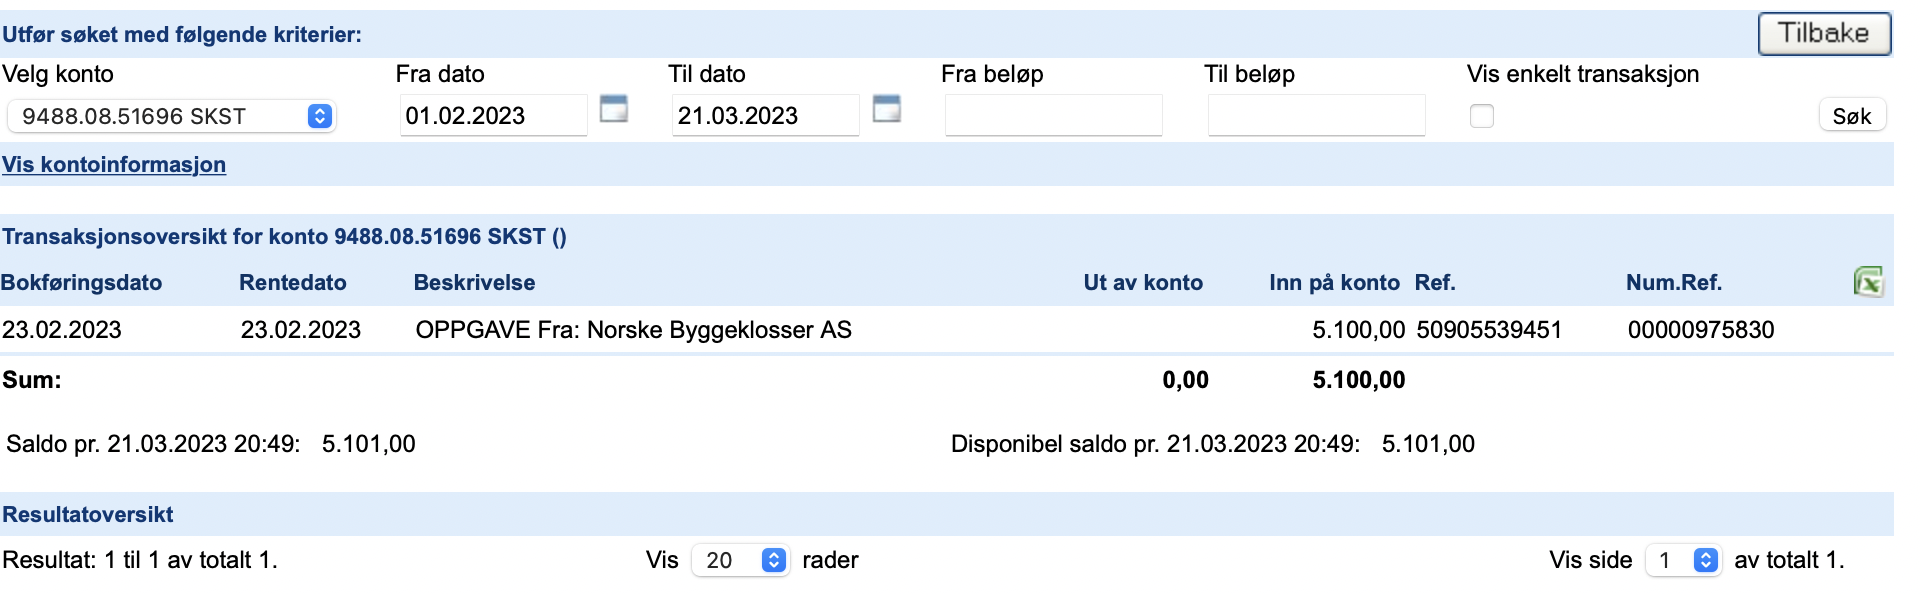 Utfør søket med følgende kriterier: Tilbake
Velg konto Fra dato Til dato Fra beløp Til beløp Vis enkelt transaksjon
9488.08.51696 SKST 01.02.2023 21.03.2023 Søk
Vis kontoinformasjon
Transaksjonsoversikt for konto 9488.08.51696 SKST ()
Bokføringsdato Rentedato Beskrivelse Ut av konto Inn på konto Ref. Num.Ref.
23.02.2023 23.02.2023 OPPGAVE Fra: Norske Byggeklosser AS 5.100,00 50905539451 00000975830
Sum: 0,00 5.100,00
Saldo pr. 21.03.2023 20:49: 5.101,00 Disponibel saldo pr. 21.03.2023 20:49: 5.101,00
Resultatoversikt
Resultat: 1 til 1 av totalt 1. Vis 20 rader Vis side 1 av totalt 1.